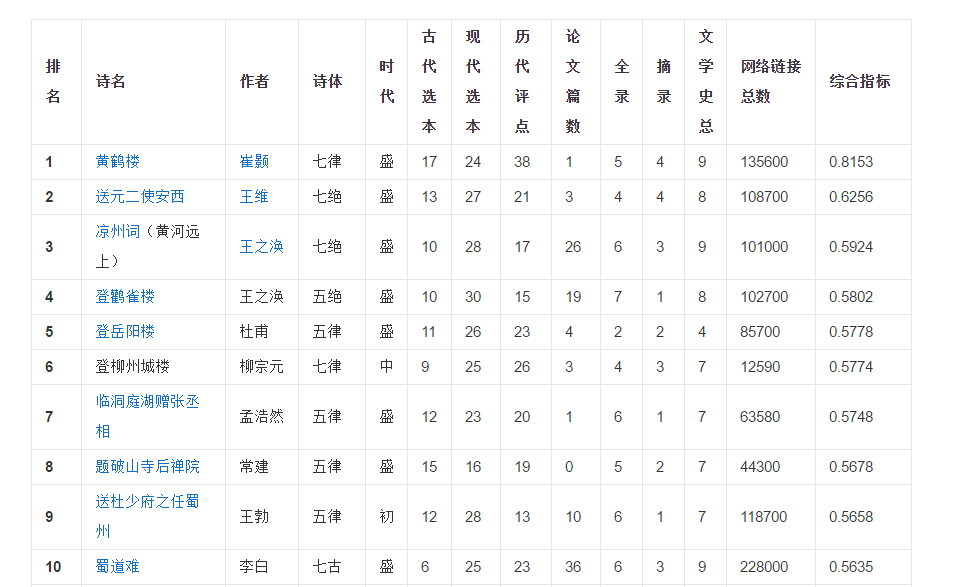 排名 诗名 作者 诗体 时代 古代选本 现代选本 历代评点 论文篇数 全录 摘录 文学史总 网络链接总数 综合指标
1 黄鹤楼 崔颢 七律 盛 17 24 38 1 5 4 9 135600 0.8153
2 送元二使安西 王维 七绝 盛 13 27 21 3 4 4 8 108700 0.6256
3 凉州词（黄河远上） 王之涣 七绝 盛 10 28 17 26 6 3 9 101000 0.5924
4 登鹳雀楼 王之涣 五绝 盛 10 30 15 19 7 1 8 102700 0.5802
5 登岳阳楼 杜甫 五律 盛 11 26 23 4 2 2 4 85700 0.5778
6 登柳州城楼 柳宗元 七律 中 9 25 26 3 4 3 7 12590 0.5774
7 临洞庭湖赠张丞相 孟浩然 五律 盛 12 23 20 1 6 1 7 63580 0.5748
8 题破山寺后禅院 常建 五律 盛 15 16 19 0 5 2 7 44300 0.5678
9 送杜少府之任蜀州 王勃 五律 初 12 28 13 10 6 1 7 118700 0.5658
10 蜀道难 李白 七古 盛 6 25 23 36 6 3 9 228000 0.5635